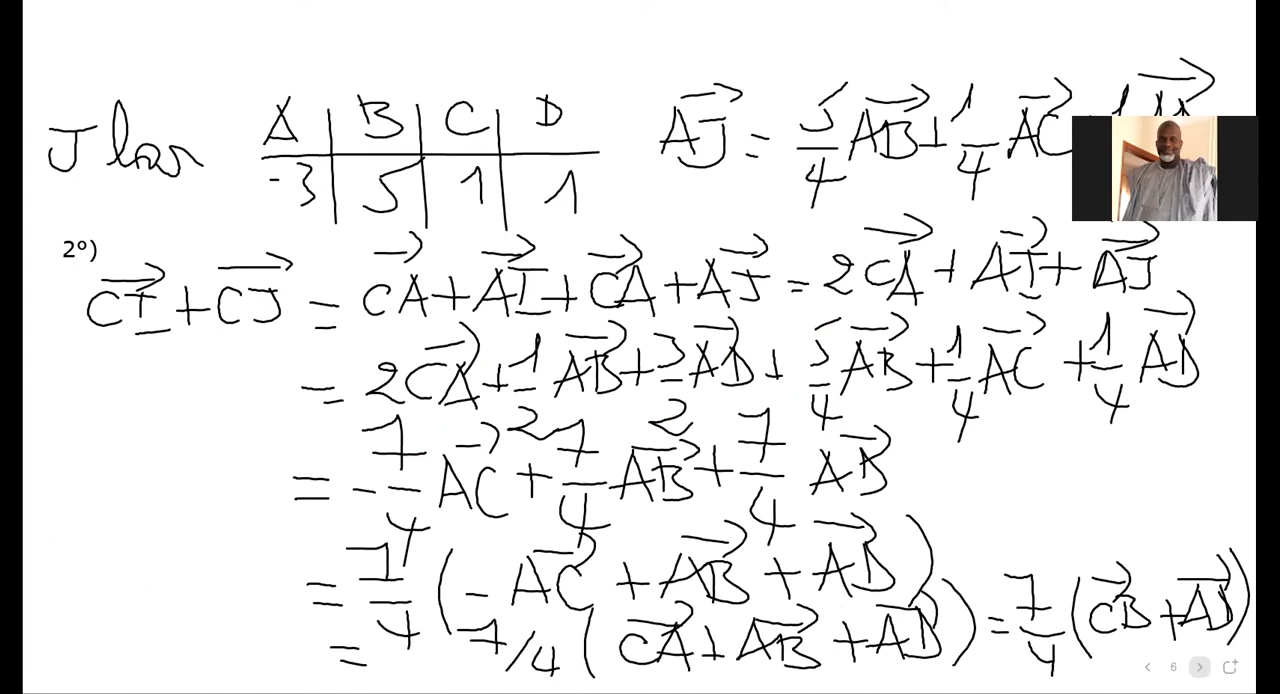 J bar A B C D AJ = 5/4 AB + 1/4 AC
-3 5 1 1
2°)
CI + CJ = CA + AI + CA + AJ = 2CA + AI + AJ
= 2CA + 1/2 AB + 3/2 AD + 5/4 AB + 1/4 AC + 1/4 AD
= - 7/4 AC + 7/4 AB + 7/4 AD
= 7/4 (- AC + AB + AD)
= 7/4 (CA + AB + AD) = 7/4 (CB + AD)
6